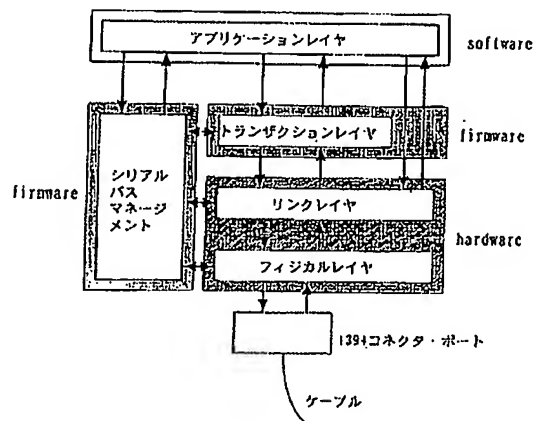 アプリケーションレイヤ
software
トランザクションレイヤ
firmware
firmware
シリアル
バス
マネージ
メント
リンクレイヤ
hardware
フィジカルレイヤ
1394コネクタ・ポート
ケーブル